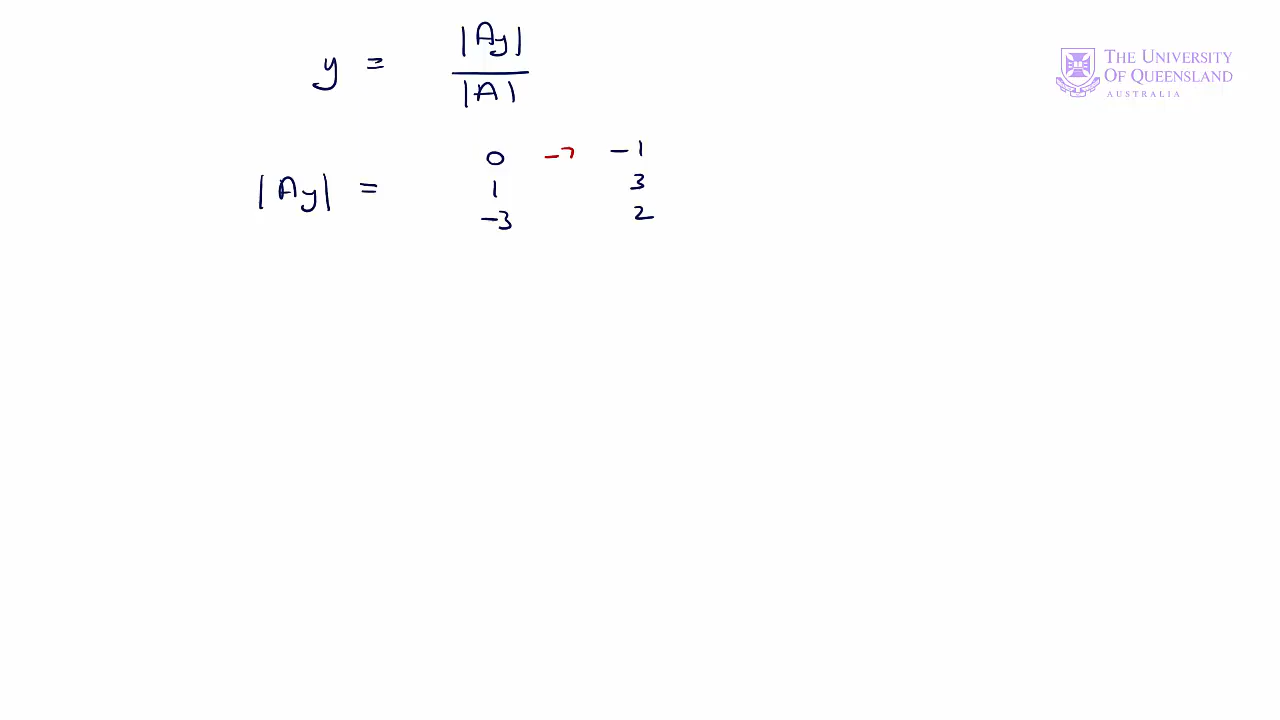 y = |Ay|
|A|
THE UNIVERSITY
OF QUEENSLAND
AUSTRALIA
|Ay| =
0 -7 -1
1 3
-3 2